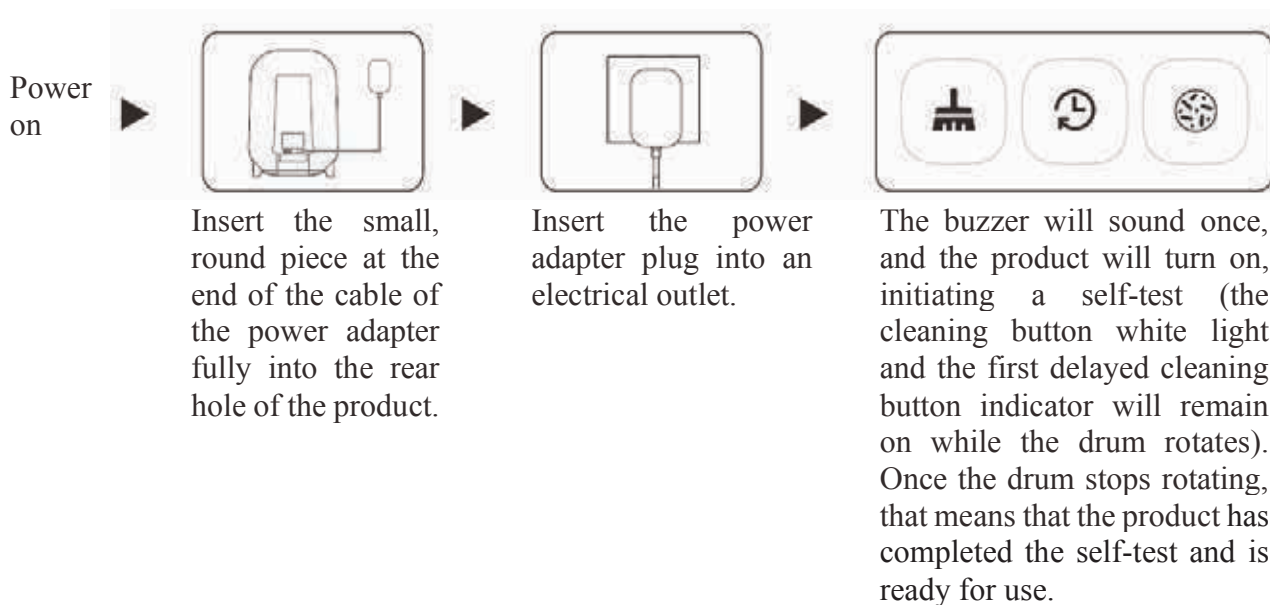 Power
on
Insert the small,
round piece at the
end of the cable of
the power adapter
fully into the rear
hole of the product.
Insert the power
adapter plug into an
electrical outlet.
The buzzer will sound once,
and the product will turn on,
initiating a self-test (the
cleaning button white light
and the first delayed cleaning
button indicator will remain
on while the drum rotates).
Once the drum stops rotating,
that means that the product has
completed the self-test and is
ready for use.